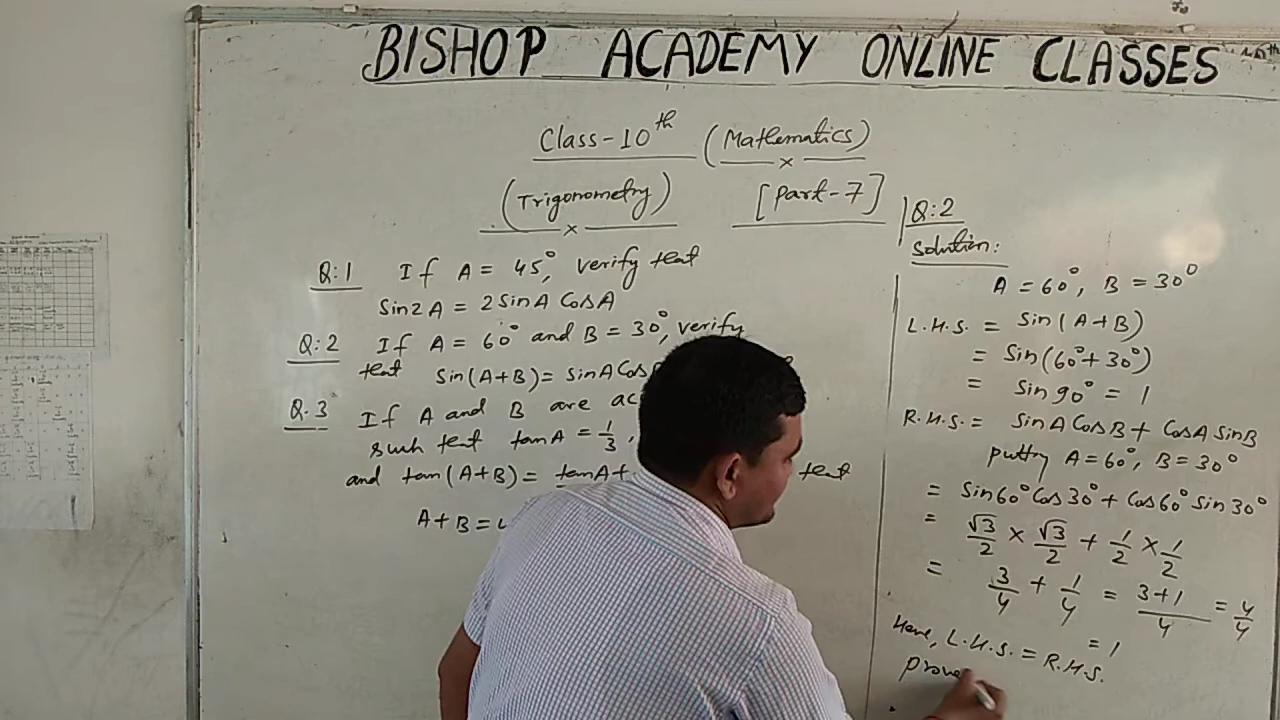 BISHOP ACADEMY ONLINE CLASSES
Class-10th (Mathematics)
(Trigonometry) [Part-7]
Q:1 If A = 45°, verify that
Sin2A = 2SinA CosA
Q:2 If A = 60° and B = 30°, verify
that Sin(A+B) = SinA Cos
Q.3 If A and B are
such that tanA = 1/3,
and tan(A+B) = tanA+ that
A+B =
Q:2
Solution:
A = 60°, B = 30°
L.H.S. = Sin(A+B)
= Sin(60°+30°)
= Sin90° = 1
R.H.S. = SinA CosB + CosA SinB
putting A=60°, B=30°
= Sin60° Cos30° + Cos60° Sin30°
= √3/2 × √3/2 + 1/2 × 1/2
= 3/4 + 1/4 = 3+1/4 = 4/4
= 1
Here, L.H.S. = R.H.S.